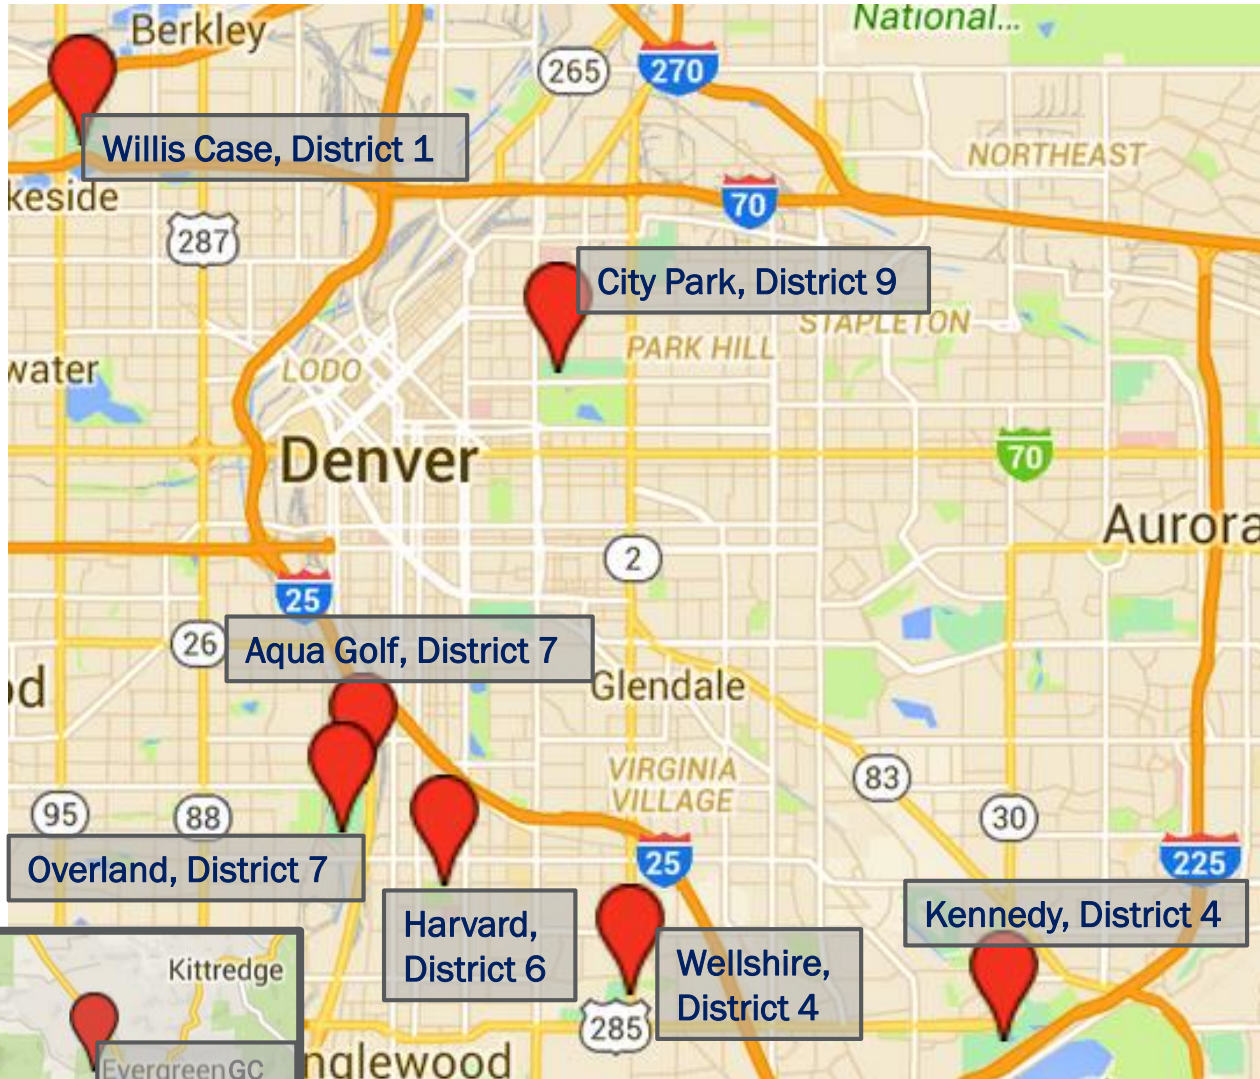 National...
Berkley
265
270
Willis Case, District 1
NORTHEAST
keside
70
287
City Park, District 9
STAPLETON
PARK HILL
water
LODO
Denver
70
Aurora
2
25
26
Aqua Golf, District 7
od
Glendale
VIRGINIA
VILLAGE
83
95
88
30
25
225
Overland, District 7
Harvard,
District 6
Kennedy, District 4
Wellshire,
District 4
Kittredge
285
nglewood
EvergreenGC